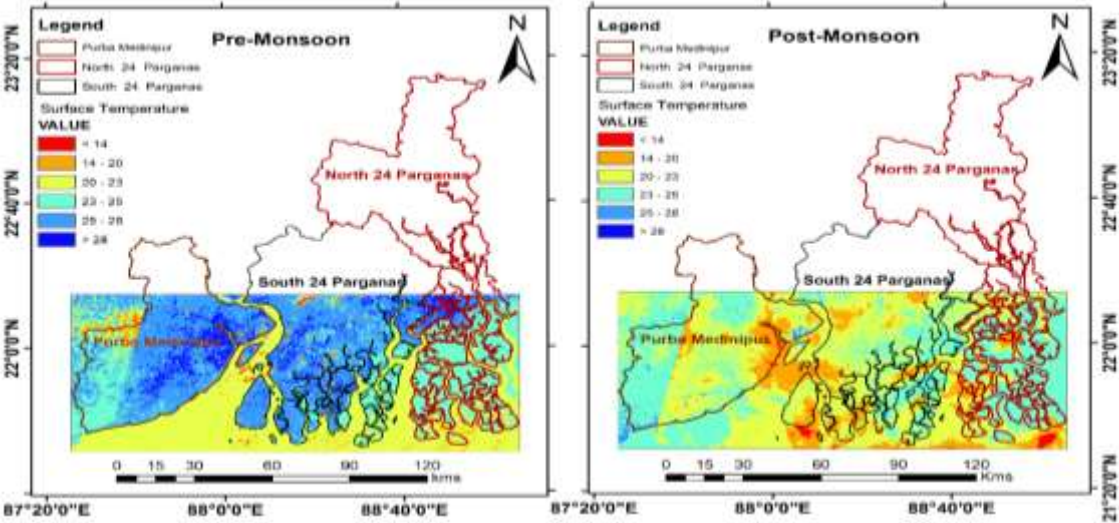 Legend
Pre-Monsoon
N
Purba Medinipur
North 24 Parganas
South 24 Parganas
Surface Temperature
VALUE
< 14
14 - 20
20 - 23
23 - 25
25 - 28
> 28
North 24 Parganas
South 24 Parganas
Purba Medinipur
0 15 30 60 90 120
Kms
23°20'0"N
22°40'0"N
22°0'0"N
87°20'0"E 88°0'0"E 88°40'0"E
Legend
Post-Monsoon
N
Purba Medinipur
North 24 Parganas
South 24 Parganas
Surface Temperature
VALUE
< 14
14 - 20
20 - 23
23 - 25
25 - 28
> 28
North 24 Parganas
South 24 Parganas
Purba Medinipur
0 15 30 60 90 120
Kms
23°20'0"N
22°40'0"N
22°0'0"N
21°20'0"N
87°20'0"E 88°0'0"E 88°40'0"E